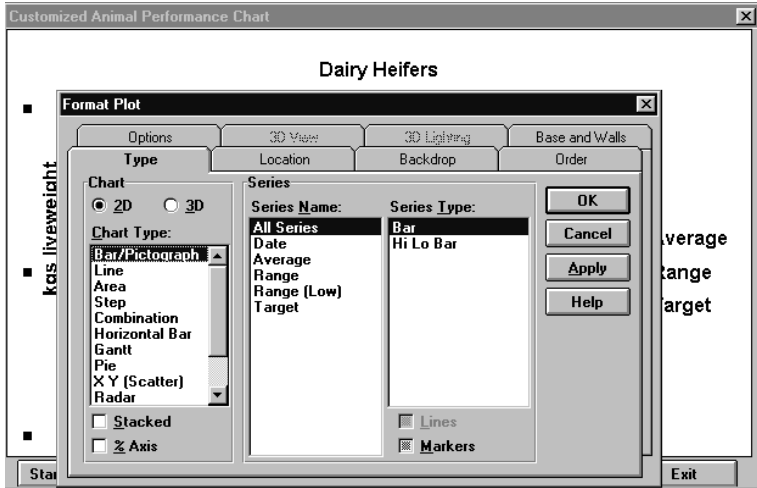 Customized Animal Performance Chart
Dairy Heifers
Format Plot
Options
3D View
3D Lighting
Base and Walls
Type
Location
Backdrop
Order
Chart
2D
3D
Chart Type:
Bar/Pictograph
Line
Area
Step
Combination
Horizontal Bar
Gantt
Pie
X Y (Scatter)
Radar
Stacked
% Axis
Series
Series Name:
All Series
Date
Average
Range
Range (Low)
Target
Series Type:
Bar
Hi Lo Bar
Lines
Markers
OK
Cancel
Apply
Help
kgs liveweight
verage
ange
arget
Star
Exit